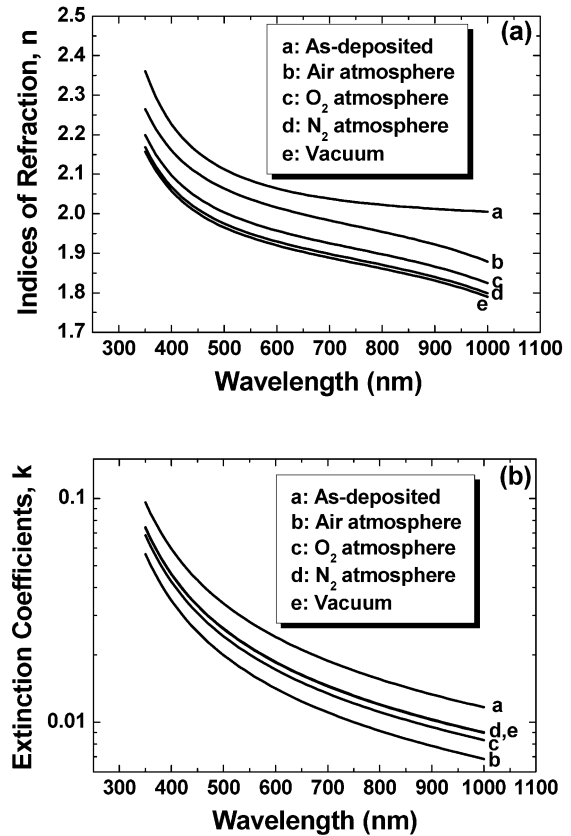 (a)
a: As-deposited
b: Air atmosphere
c: O2 atmosphere
d: N2 atmosphere
e: Vacuum
Indices of Refraction, n
2.5
2.4
2.3
2.2
2.1
2.0
1.9
1.8
1.7
a
b
c
d
e
300 400 500 600 700 800 900 1000 1100
Wavelength (nm)
(b)
a: As-deposited
b: Air atmosphere
c: O2 atmosphere
d: N2 atmosphere
e: Vacuum
Extinction Coefficients, k
0.1
0.01
a
d,e
c
b
300 400 500 600 700 800 900 1000 1100
Wavelength (nm)